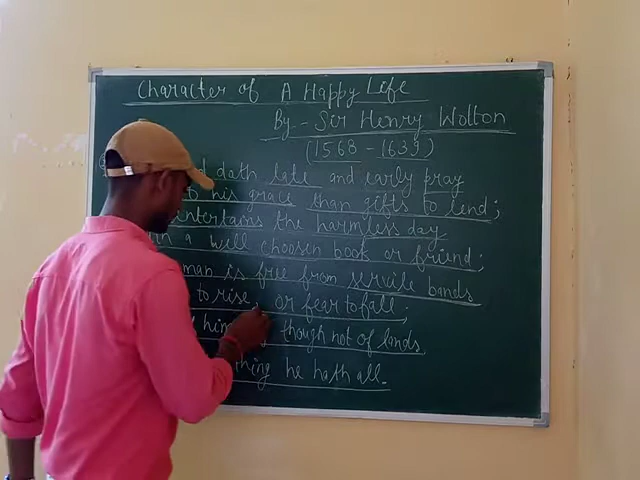 Character of A Happy Life
By :- Sir Henry Wolton
(1568 - 1639)
dath late and early pray
his grace than gifts to lend;
entertains the harmless day
a well choosen book or friend;
man is free from servile bands
to rise, or fear to fall;
him though not of lands,
thing he hath all.